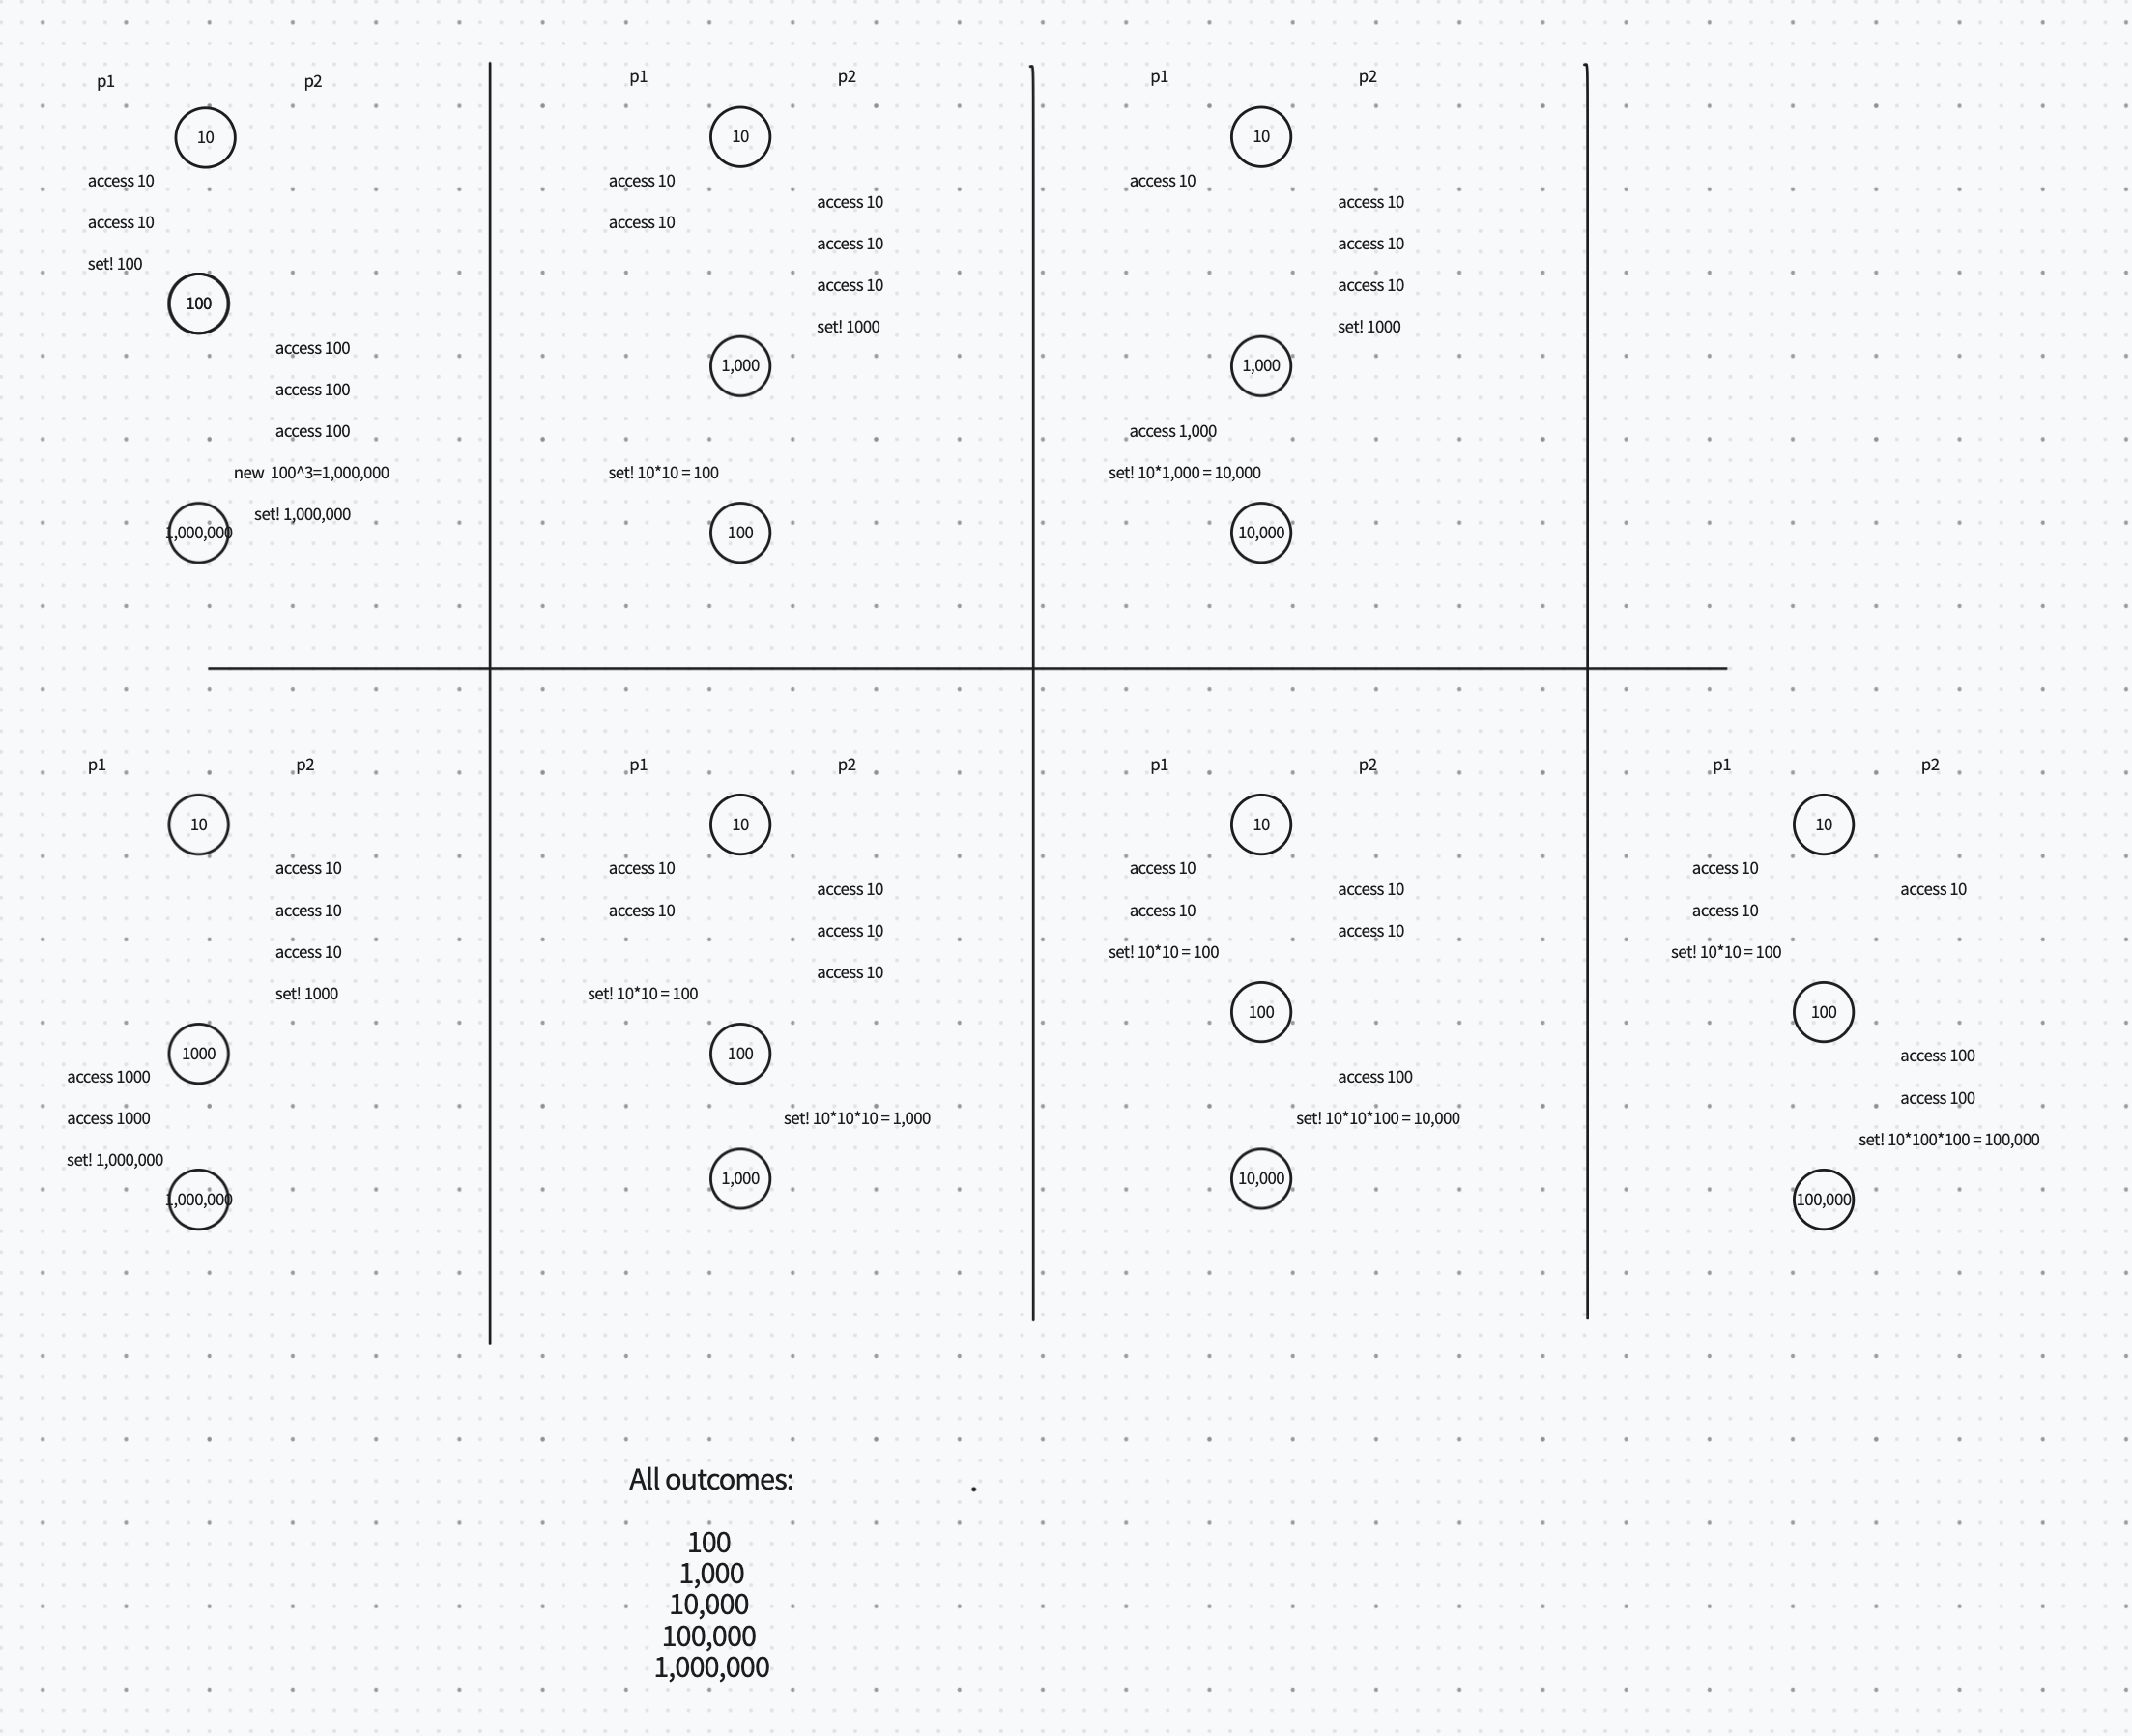 p1
p2
10
access 10
access 10
set! 100
100
access 100
access 100
access 100
new 100^3=1,000,000
set! 1,000,000
1,000,000
p1
p2
10
access 10
access 10
access 10
access 10
access 10
set! 1000
1,000
set! 10*10 = 100
100
p1
p2
10
access 10
access 10
access 10
access 10
set! 1000
1,000
access 1,000
set! 10*1,000 = 10,000
10,000
p1
p2
10
access 10
access 10
access 10
set! 1000
1000
access 1000
access 1000
set! 1,000,000
1,000,000
p1
p2
10
access 10
access 10
access 10
access 10
access 10
set! 10*10 = 100
100
set! 10*10*10 = 1,000
1,000
p1
p2
10
access 10
access 10
access 10
access 10
set! 10*10 = 100
100
access 100
set! 10*10*100 = 10,000
10,000
p1
p2
10
access 10
access 10
access 10
set! 10*10 = 100
100
access 100
access 100
set! 10*100*100 = 100,000
100,000
All outcomes:
100
1,000
10,000
100,000
1,000,000